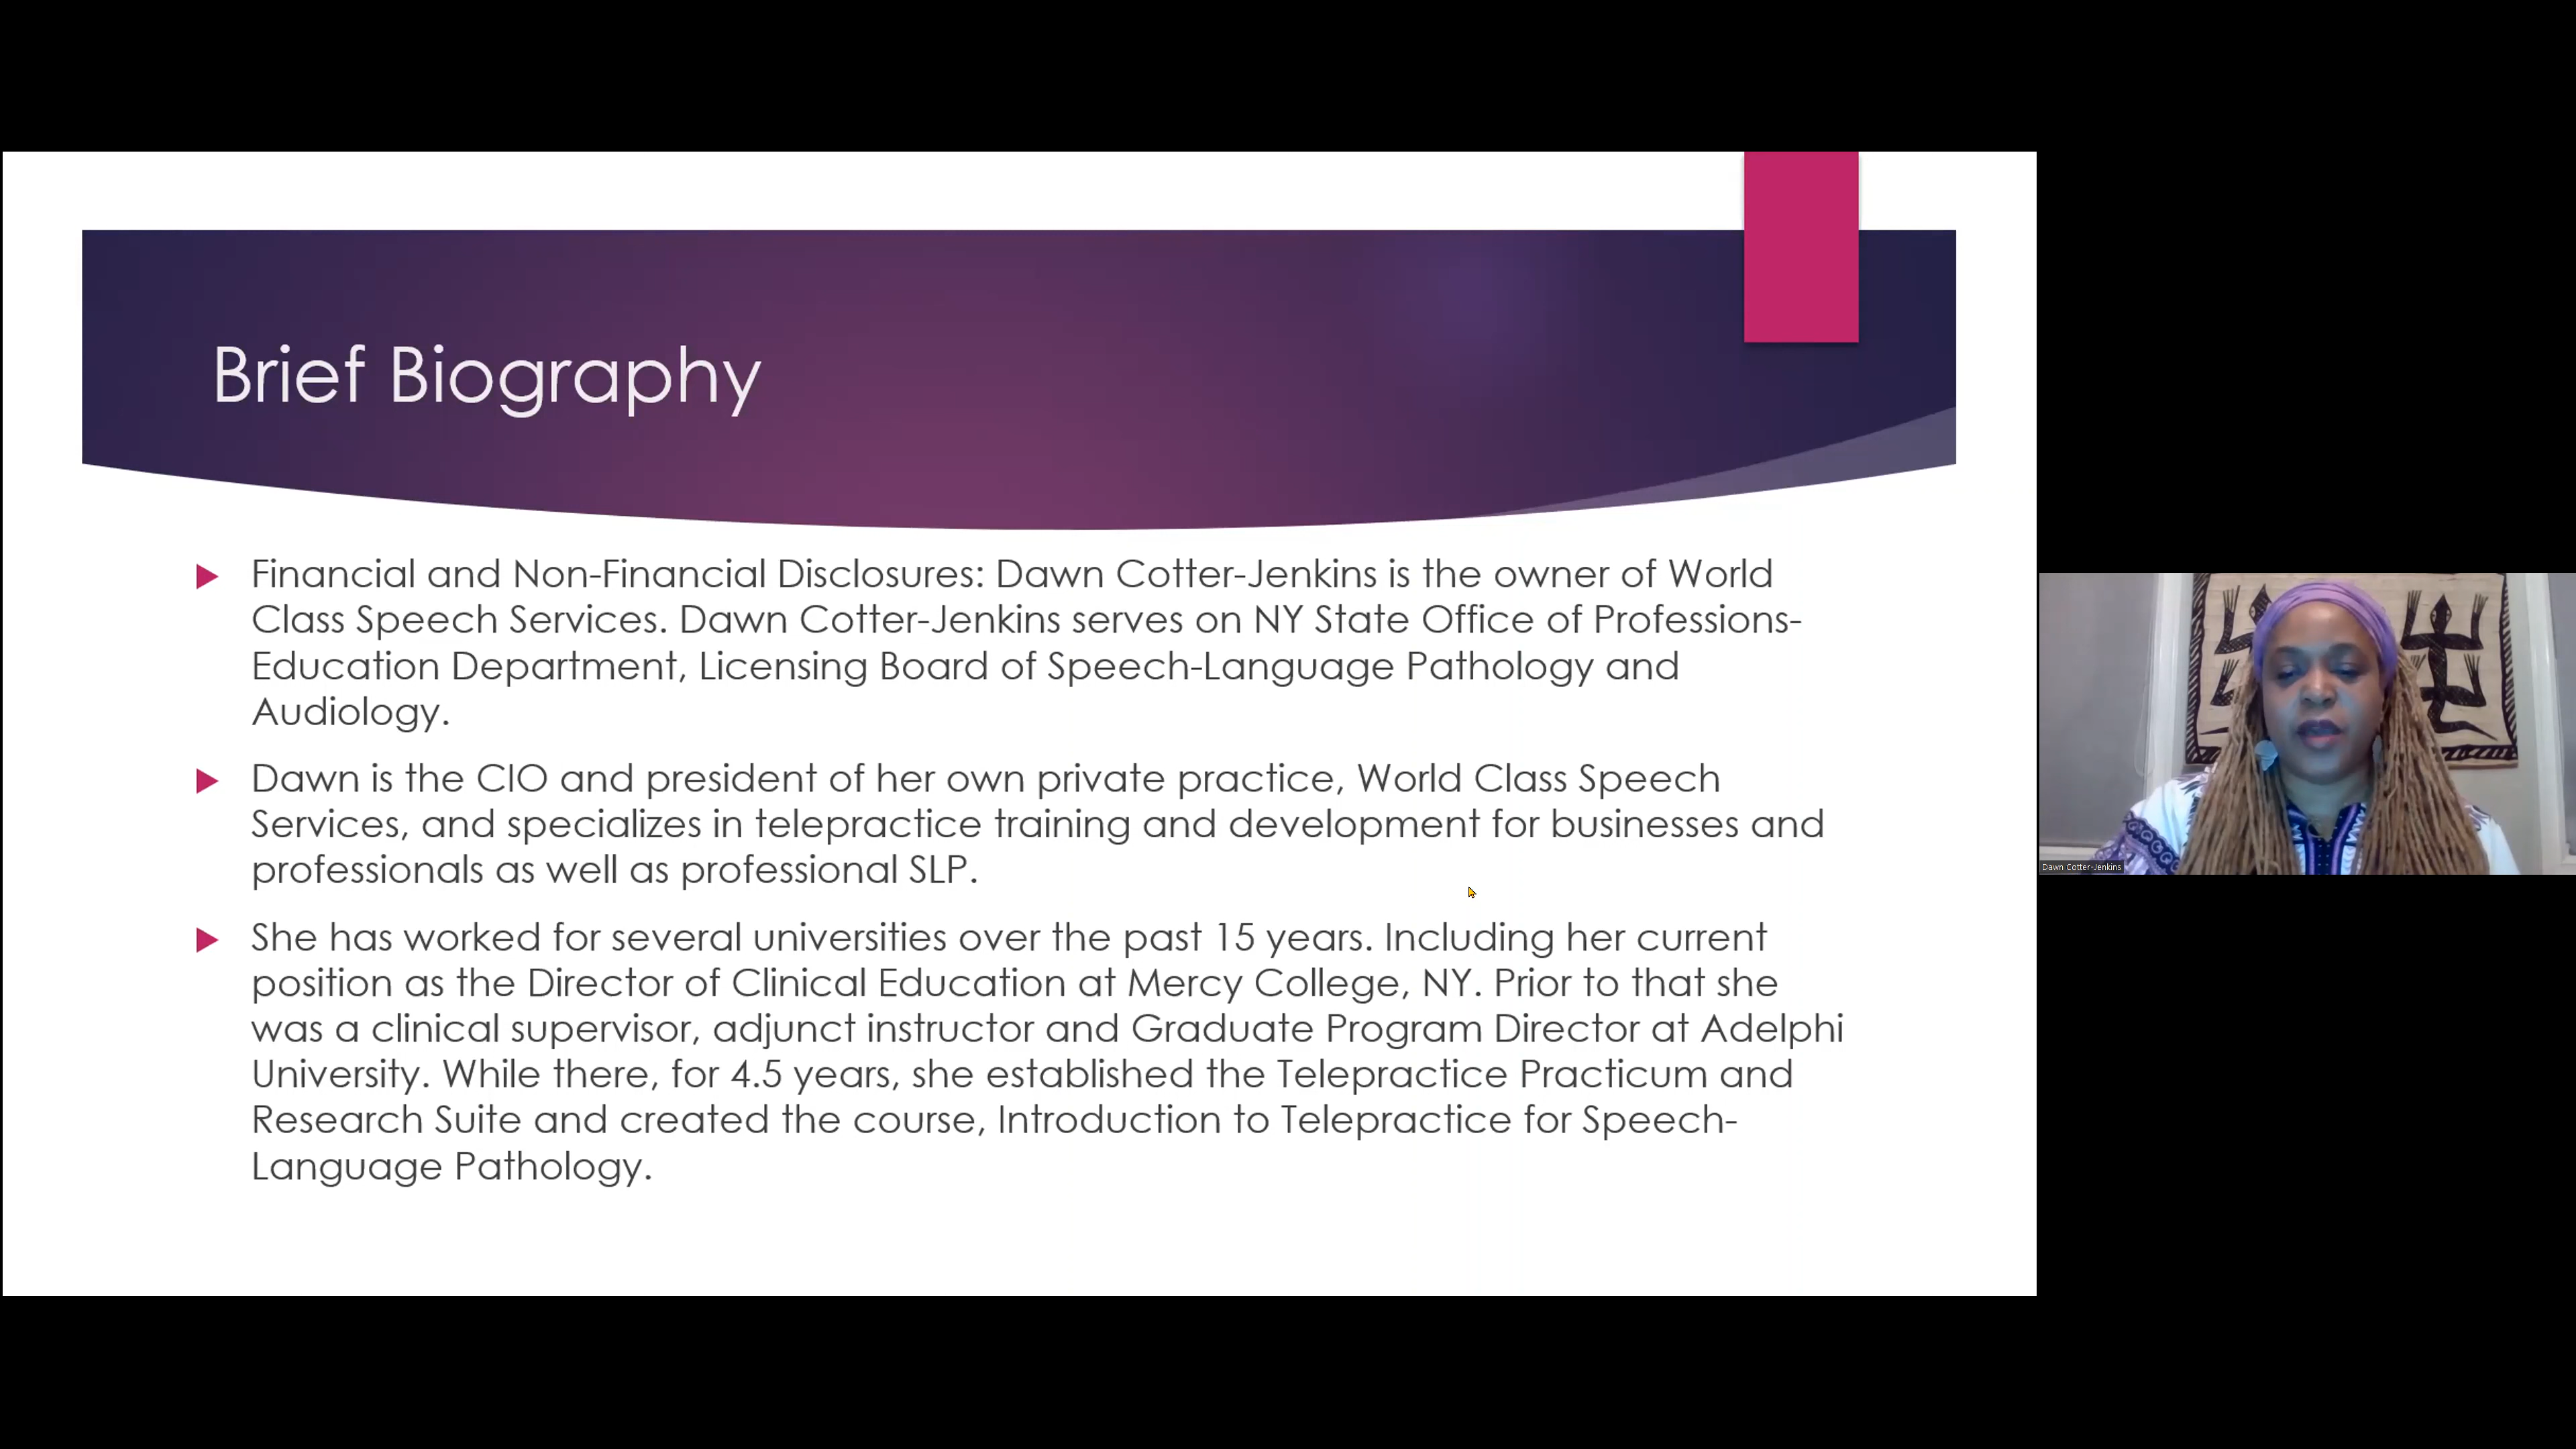 Brief Biography
Financial and Non-Financial Disclosures: Dawn Cotter-Jenkins is the owner of World
Class Speech Services. Dawn Cotter-Jenkins serves on NY State Office of Professions-
Education Department, Licensing Board of Speech-Language Pathology and
Audiology.
Dawn is the CIO and president of her own private practice, World Class Speech
Services, and specializes in telepractice training and development for businesses and
professionals as well as professional SLP.
She has worked for several universities over the past 15 years. Including her current
position as the Director of Clinical Education at Mercy College, NY. Prior to that she
was a clinical supervisor, adjunct instructor and Graduate Program Director at Adelphi
University. While there, for 4.5 years, she established the Telepractice Practicum and
Research Suite and created the course, Introduction to Telepractice for Speech-
Language Pathology.
Dawn Cotter-Jenkins